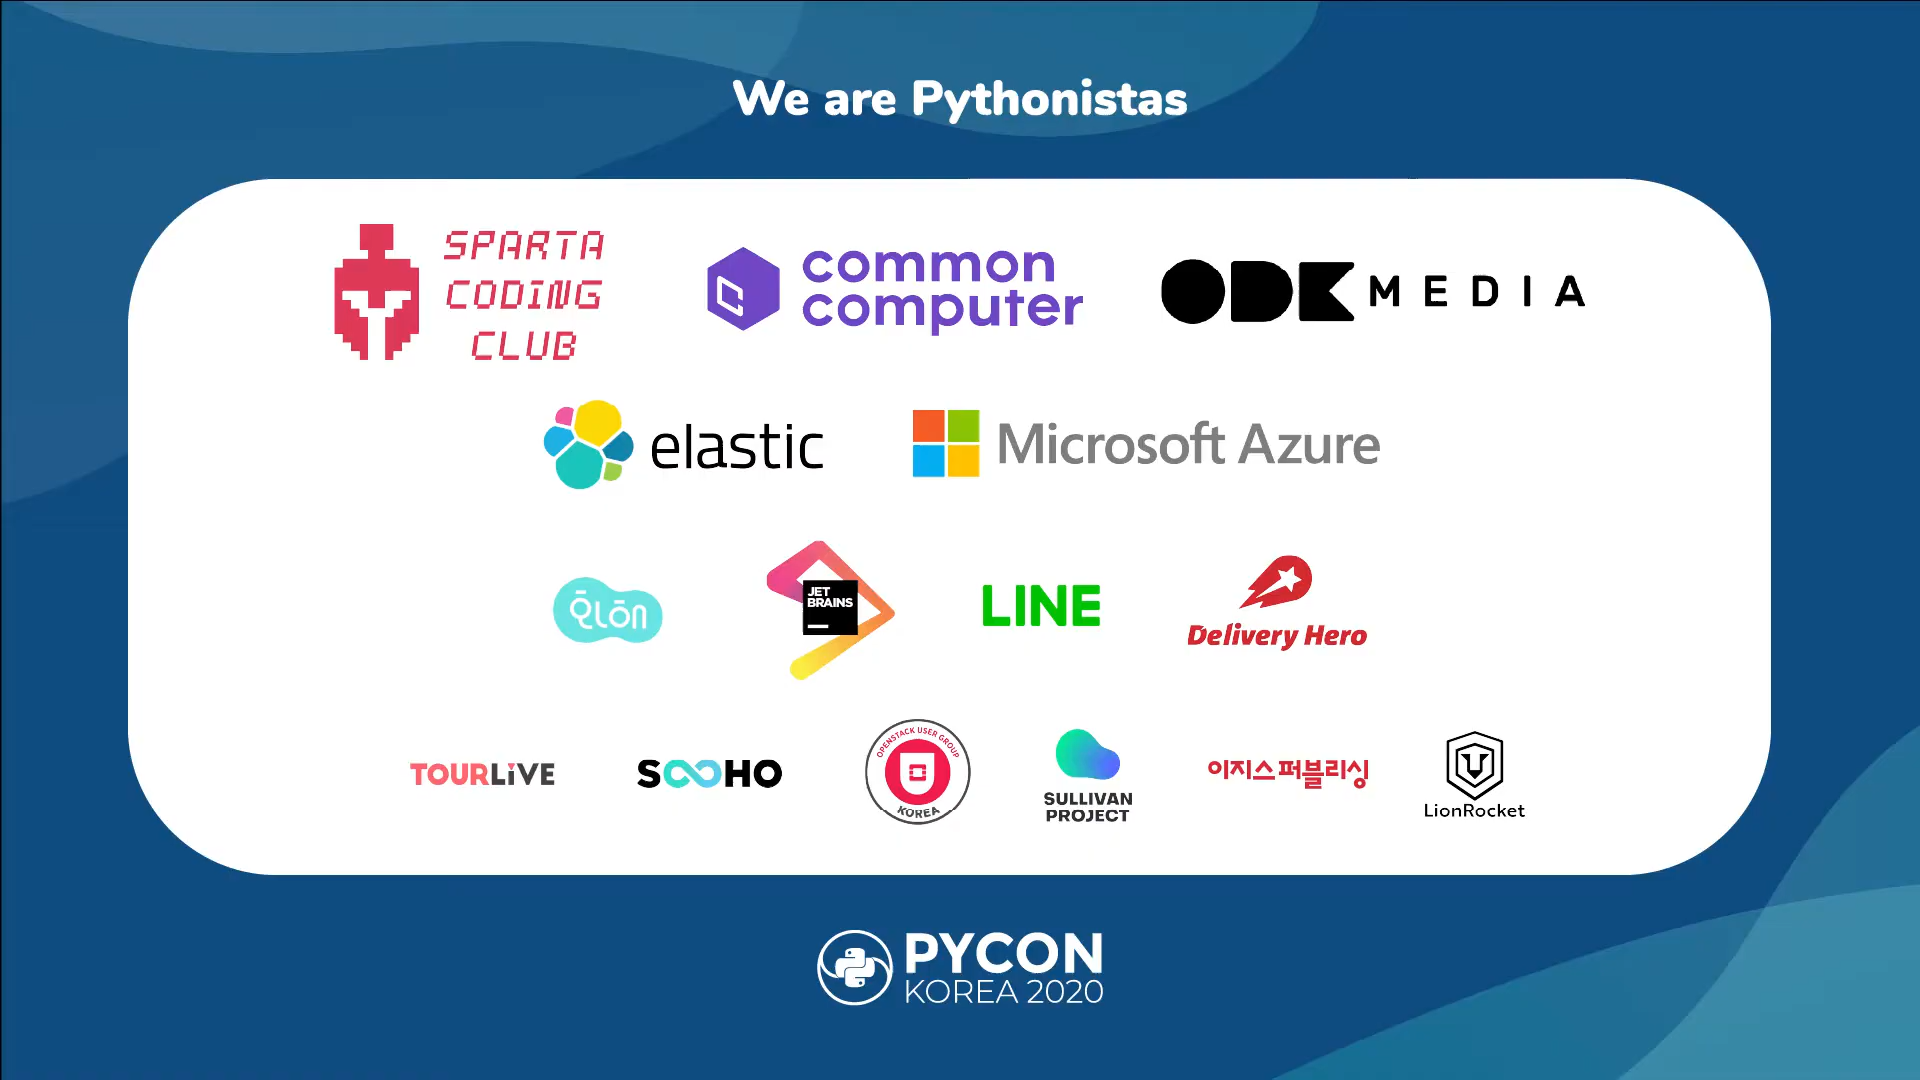 We are Pythonistas
SPARTA
CODING
CLUB
common
computer
ODK MEDIA
elastic
Microsoft Azure
JET
BRAINS
LINE
Delivery Hero
TOURLiVE
SOOHO
OPENSTACK USER GROUP
KOREA
SULLIVAN
PROJECT
이지스퍼블리싱
LionRocket
PYCON
KOREA 2020